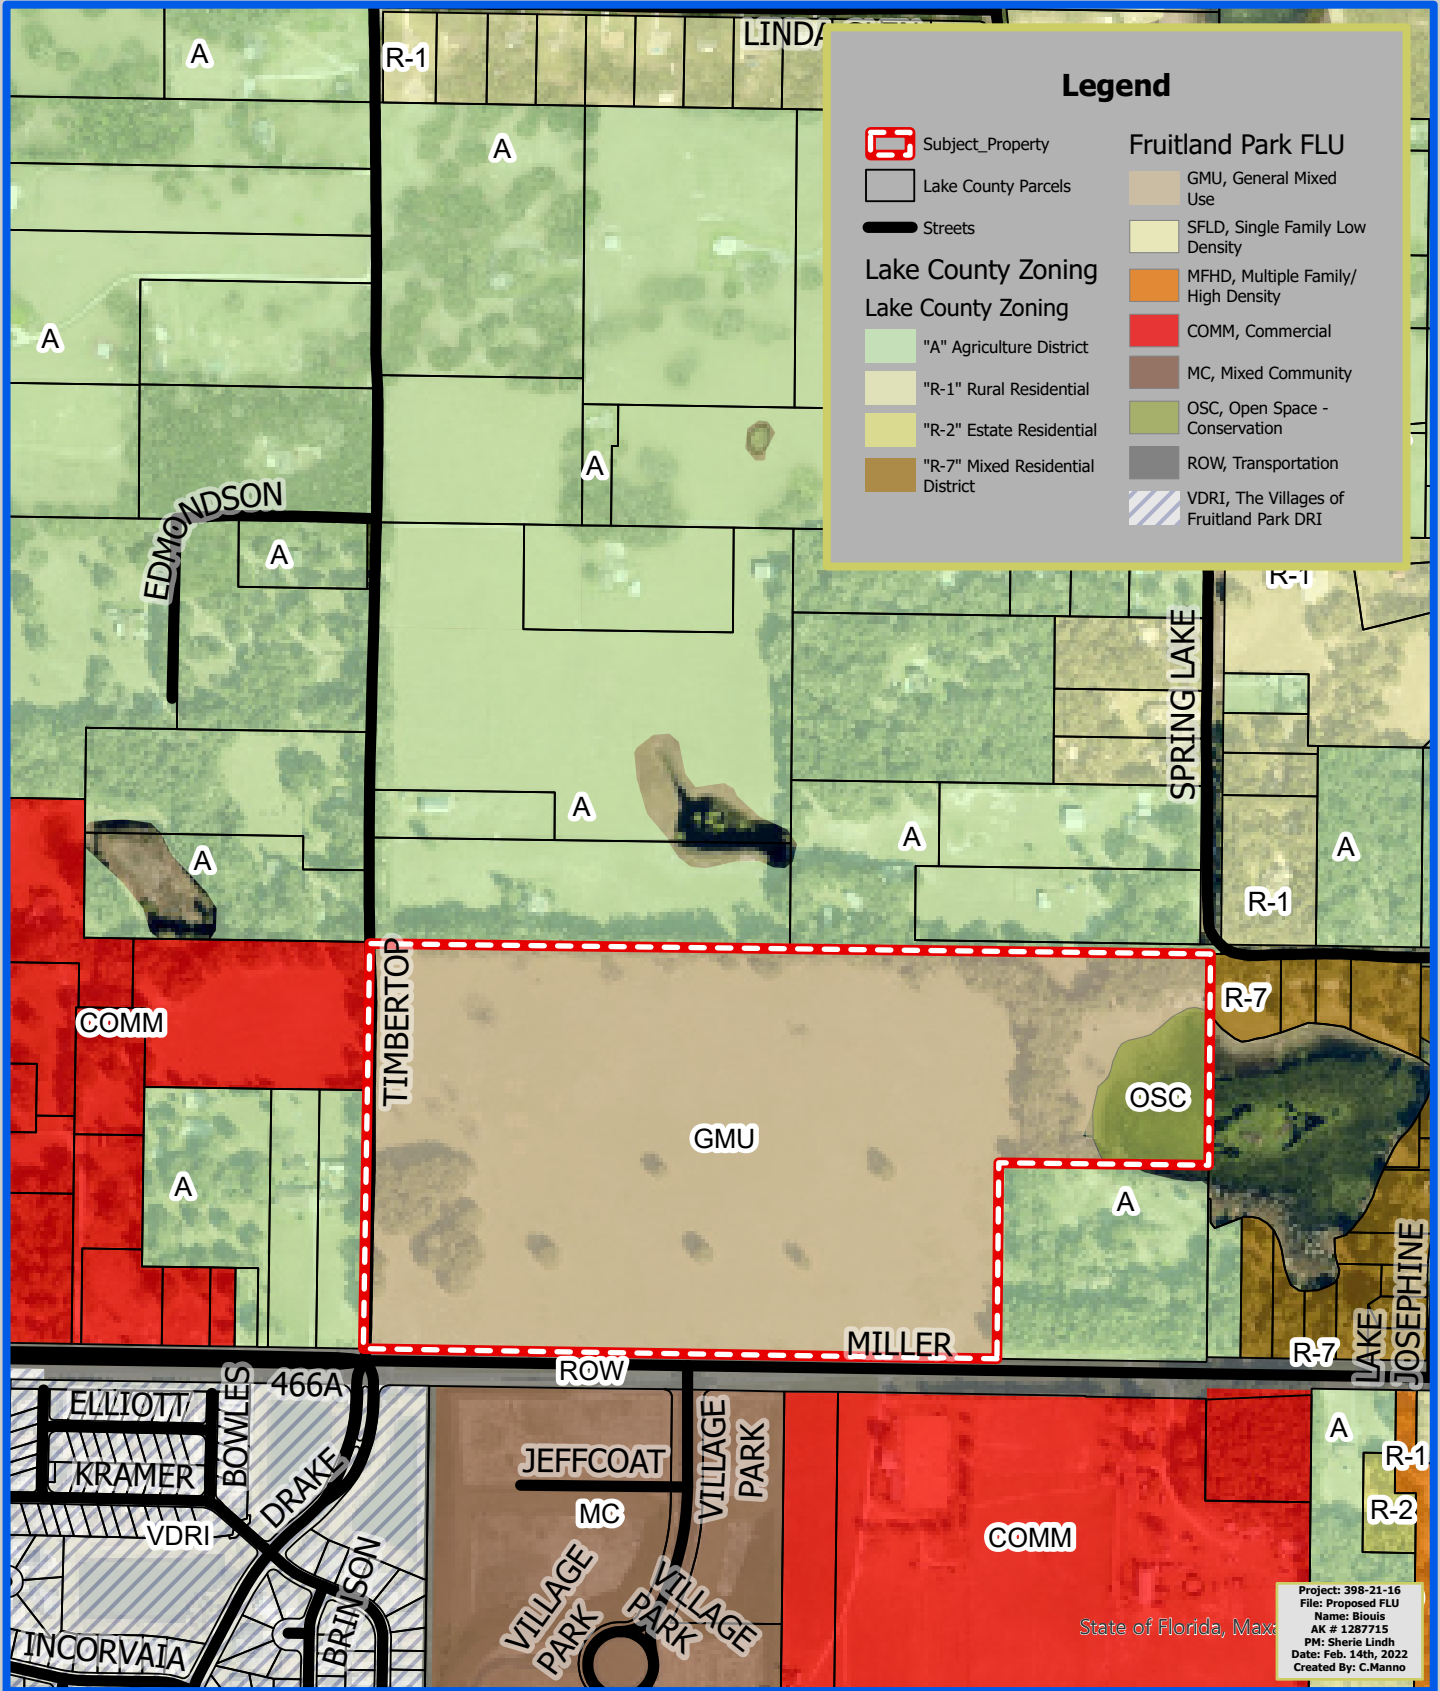 LINDA
A
R-1
A
Legend
Subject_Property
Lake County Parcels
Streets
Lake County Zoning
Lake County Zoning
"A" Agriculture District
"R-1" Rural Residential
"R-2" Estate Residential
"R-7" Mixed Residential
District
Fruitland Park FLU
GMU, General Mixed
Use
SFLD, Single Family Low
Density
MFHD, Multiple Family/
High Density
COMM, Commercial
MC, Mixed Community
OSC, Open Space -
Conservation
ROW, Transportation
VDRI, The Villages of
Fruitland Park DRI
A
A
EDMONDSON
A
R-1
SPRING LAKE
A
A
A
A
R-1
TIMBERTOP
R-7
COMM
OSC
GMU
A
A
MILLER
ROW
R-7
LAKE
JOSEPHINE
466A
ELLIOTT
BOWLES
KRAMER
DRAKE
VDRI
BRINSON
INCORVAIA
JEFFCOAT
MC
VILLAGE
PARK
VILLAGE
PARK
VILLAGE
PARK
COMM
A
R-1
R-2
State of Florida, Max
Project: 398-21-16
File: Proposed FLU
Name: Biouis
AK # 1287715
PM: Sherie Lindh
Date: Feb. 14th, 2022
Created By: C.Manno